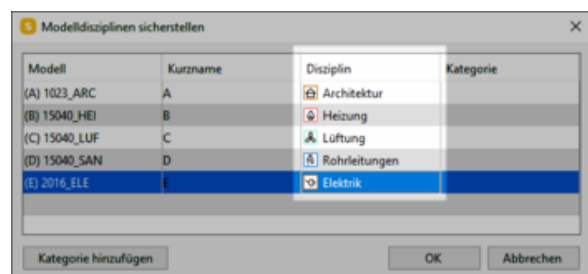 Modelldisziplinen sicherstellen
Modell Kurzname Disziplin Kategorie
(A) 1023_ARC A Architektur
(B) 15040_HEI B Heizung
(C) 15040_LUF C Lüftung
(D) 15040_SAN D Rohrleitungen
(E) 2016_ELE E Elektrik
Kategorie hinzufügen OK Abbrechen